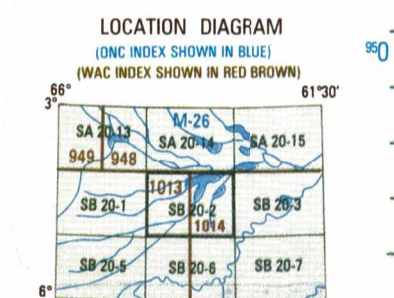 LOCATION DIAGRAM
(ONC INDEX SHOWN IN BLUE)
(WAC INDEX SHOWN IN RED BROWN)
950
66° 61°30'
3°
M-26
SA 20-13 SA 20-14 SA 20-15
949 948
1013
SB 20-1 SB 20-2 SB 20-3
1014
SB 20-5 SB 20-6 SB 20-7
6°